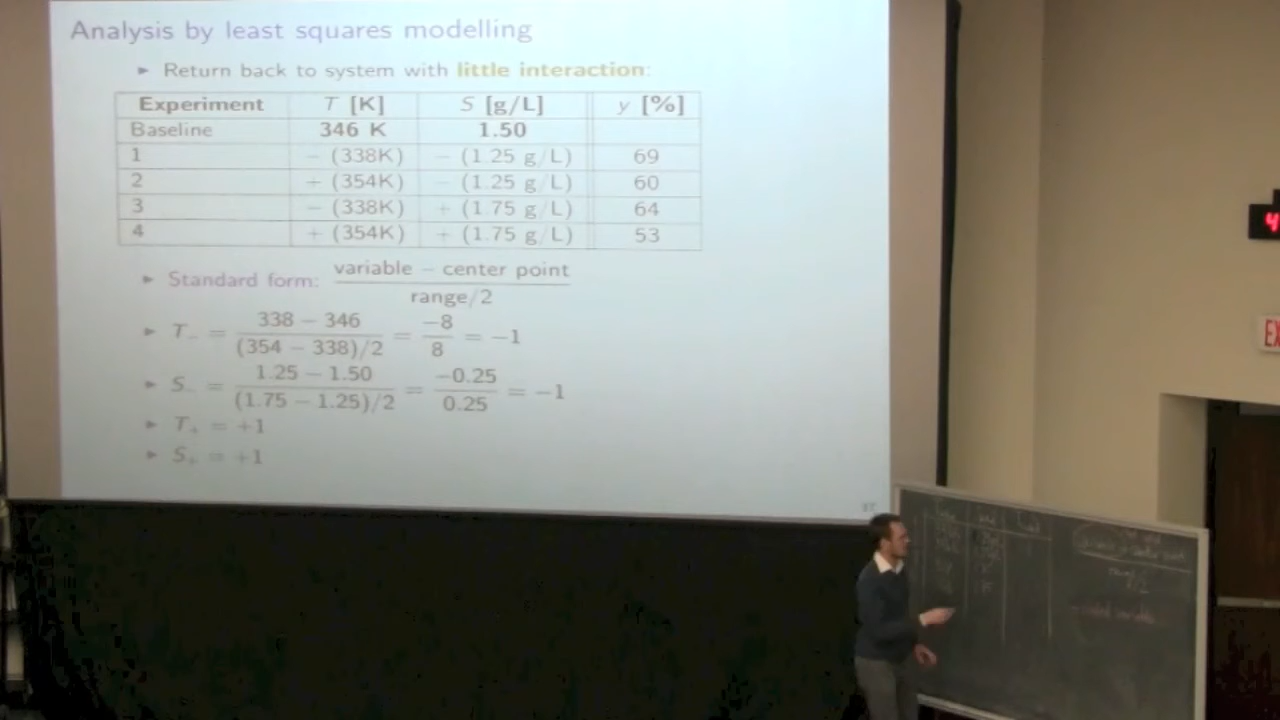 Analysis by least squares modelling
► Return back to system with little interaction:
Experiment T [K] S [g/L] y [%]
Baseline 346 K 1.50
1 − (338K) − (1.25 g/L) 69
2 + (354K) − (1.25 g/L) 60
3 − (338K) + (1.75 g/L) 64
4 + (354K) + (1.75 g/L) 53
► Standard form: variable − center point / range/2
► T₋ = 338 − 346 / (354 − 338)/2 = −8 / 8 = −1
► S₋ = 1.25 − 1.50 / (1.75 − 1.25)/2 = −0.25 / 0.25 = −1
► T₊ = +1
► S₊ = +1
17
4
EX